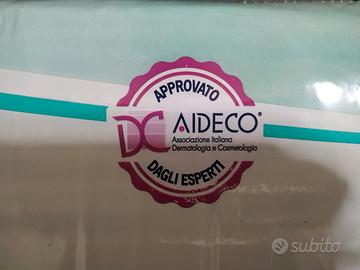 APPROVATO
DC AIDECO®
Associazione Italiana
Dermatologia e Cosmetologia
DAGLI ESPERTI
subito